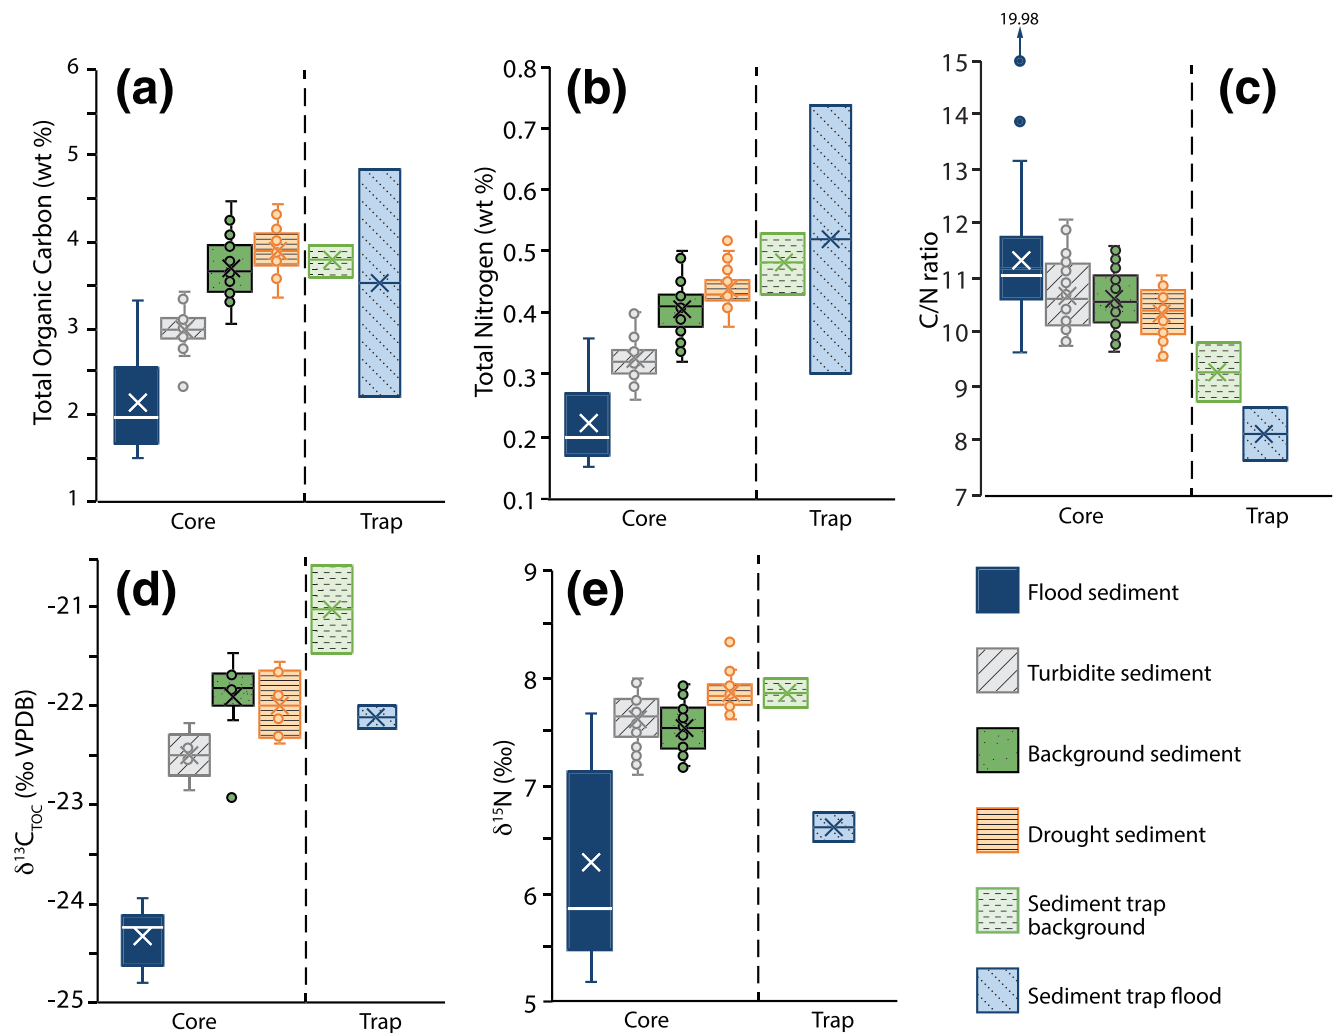 19.98
(a)
Total Organic Carbon (wt %)
6
5
4
3
2
1
Core
Trap
(b)
Total Nitrogen (wt %)
0.8
0.7
0.6
0.5
0.4
0.3
0.2
0.1
Core
Trap
(c)
C/N ratio
15
14
13
12
11
10
9
8
7
Core
Trap
(d)
δ¹³C_TOC (‰ VPDB)
-21
-22
-23
-24
-25
Core
Trap
(e)
δ¹⁵N (‰)
9
8
7
6
5
Core
Trap
Flood sediment
Turbidite sediment
Background sediment
Drought sediment
Sediment trap
background
Sediment trap flood